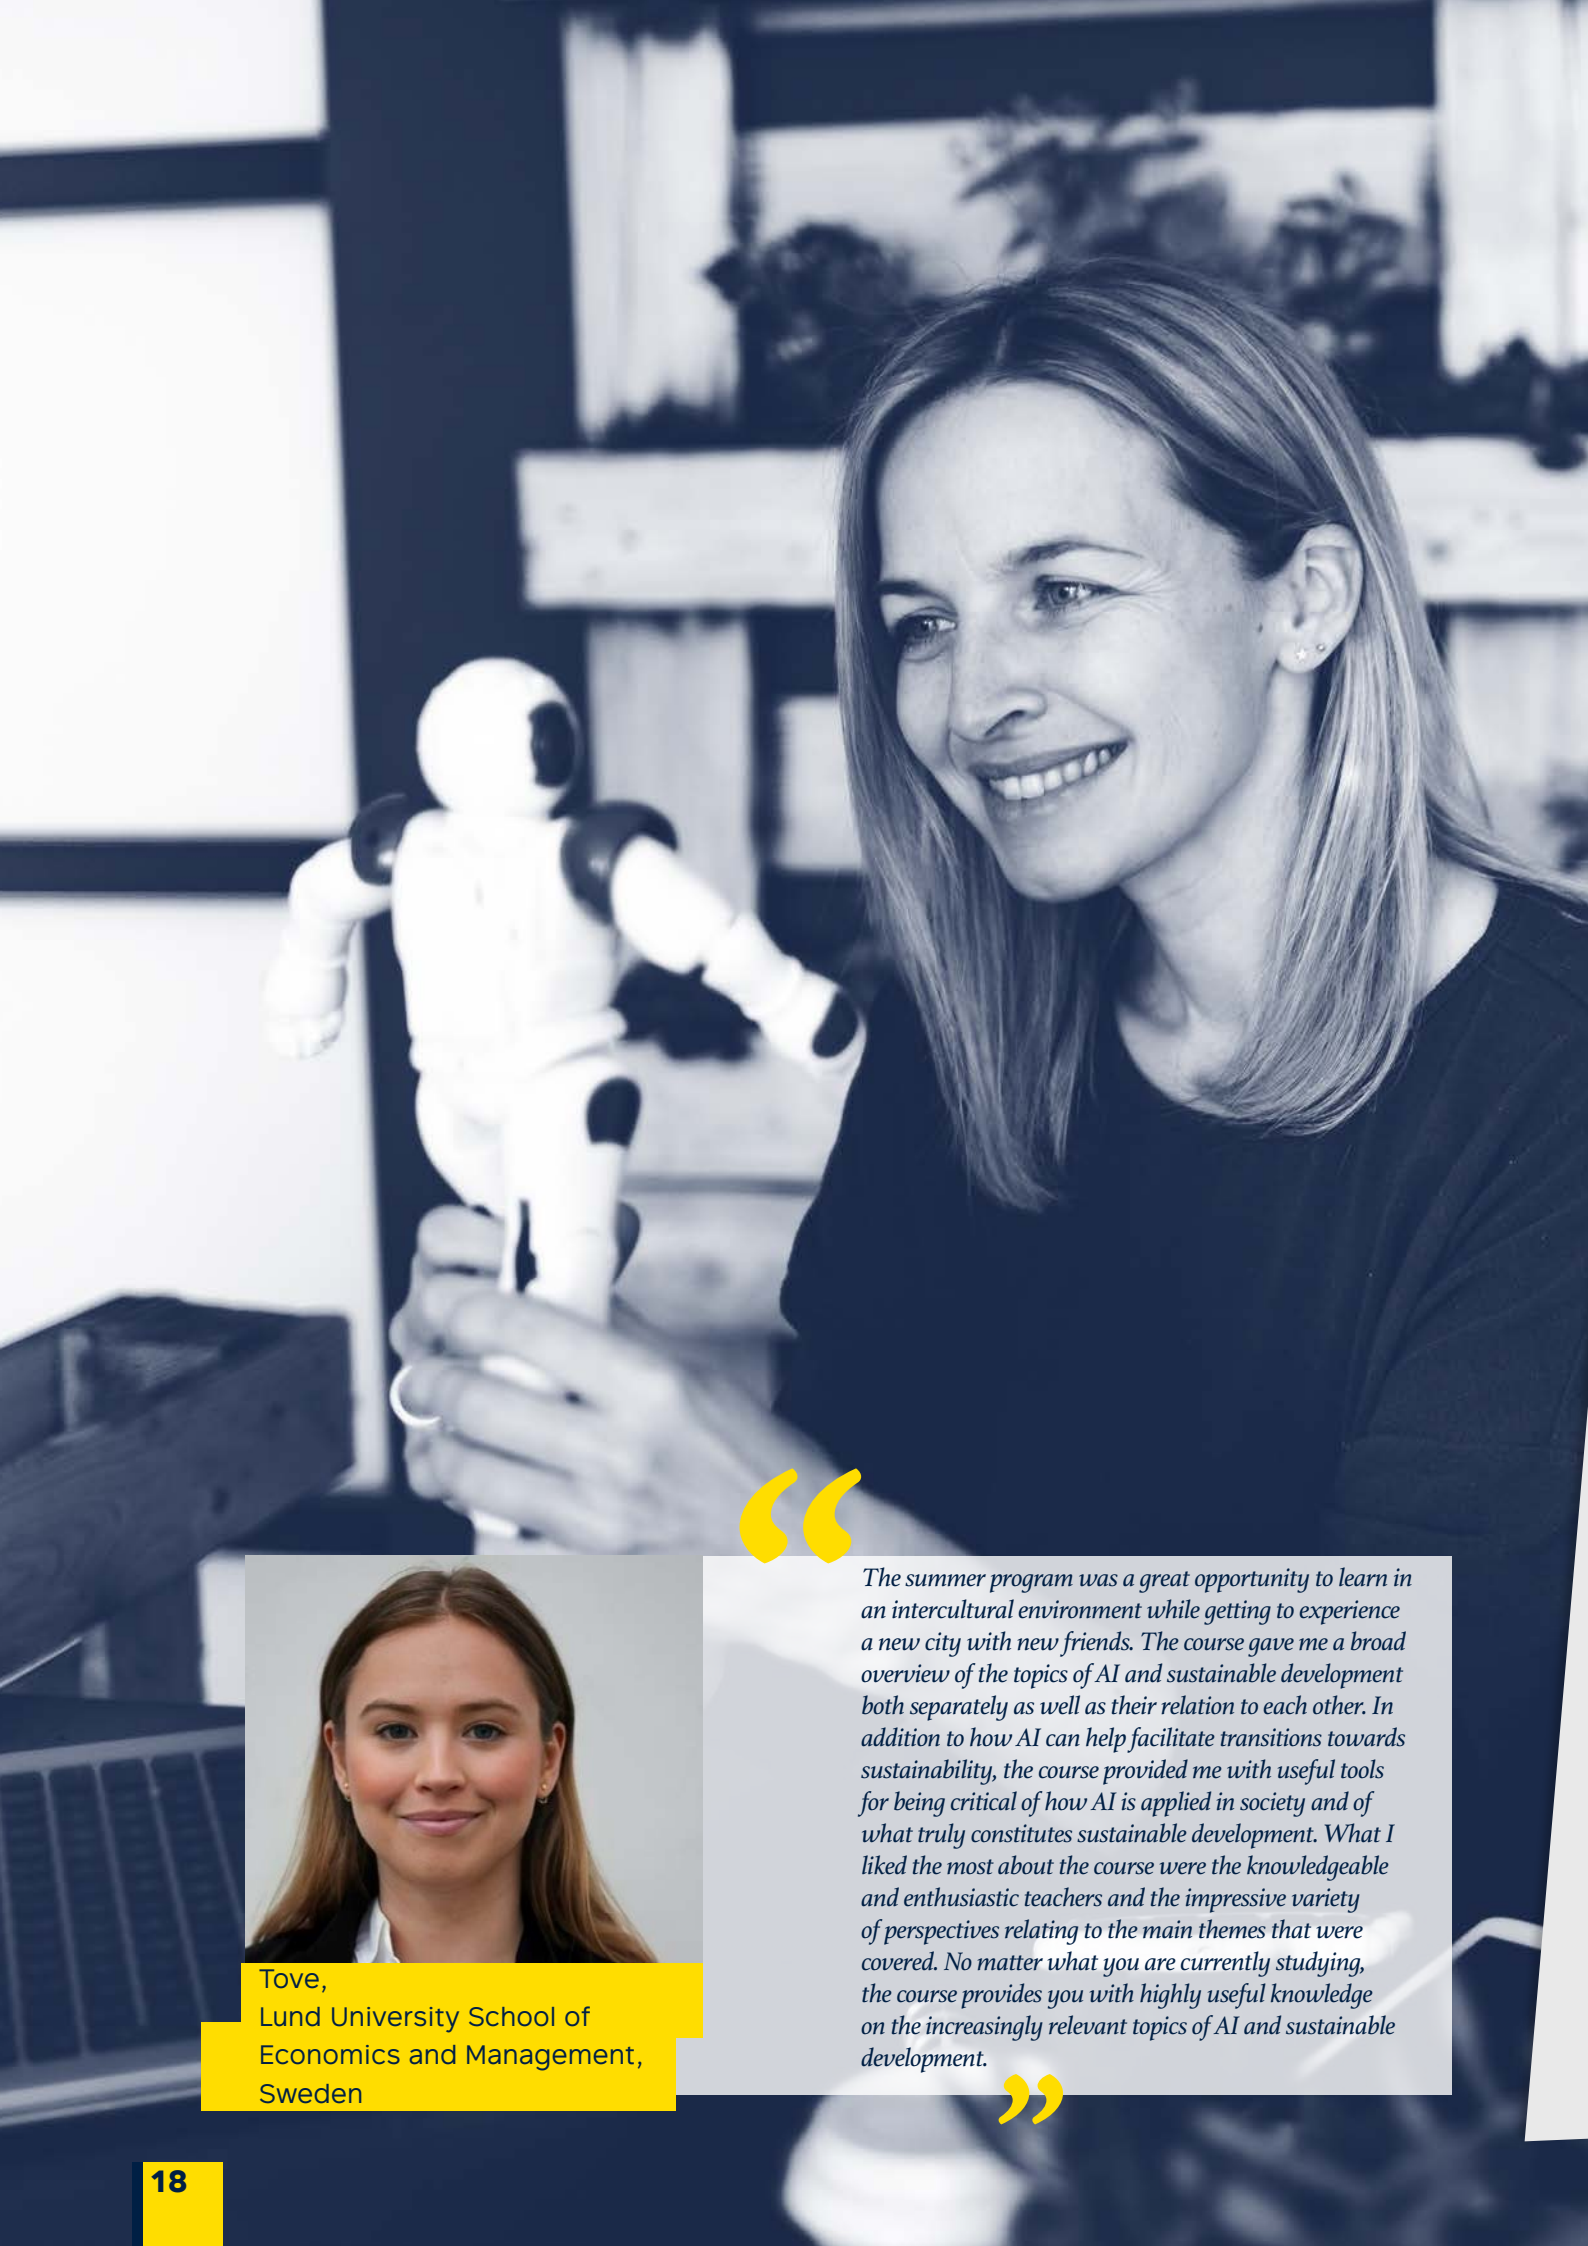 “
The summer program was a great opportunity to learn in
an intercultural environment while getting to experience
a new city with new friends. The course gave me a broad
overview of the topics of AI and sustainable development
both separately as well as their relation to each other. In
addition to how AI can help facilitate transitions towards
sustainability, the course provided me with useful tools
for being critical of how AI is applied in society and of
what truly constitutes sustainable development. What I
liked the most about the course were the knowledgeable
and enthusiastic teachers and the impressive variety
of perspectives relating to the main themes that were
covered. No matter what you are currently studying,
the course provides you with highly useful knowledge
on the increasingly relevant topics of AI and sustainable
development.
”
Tove,
Lund University School of
Economics and Management,
Sweden
18